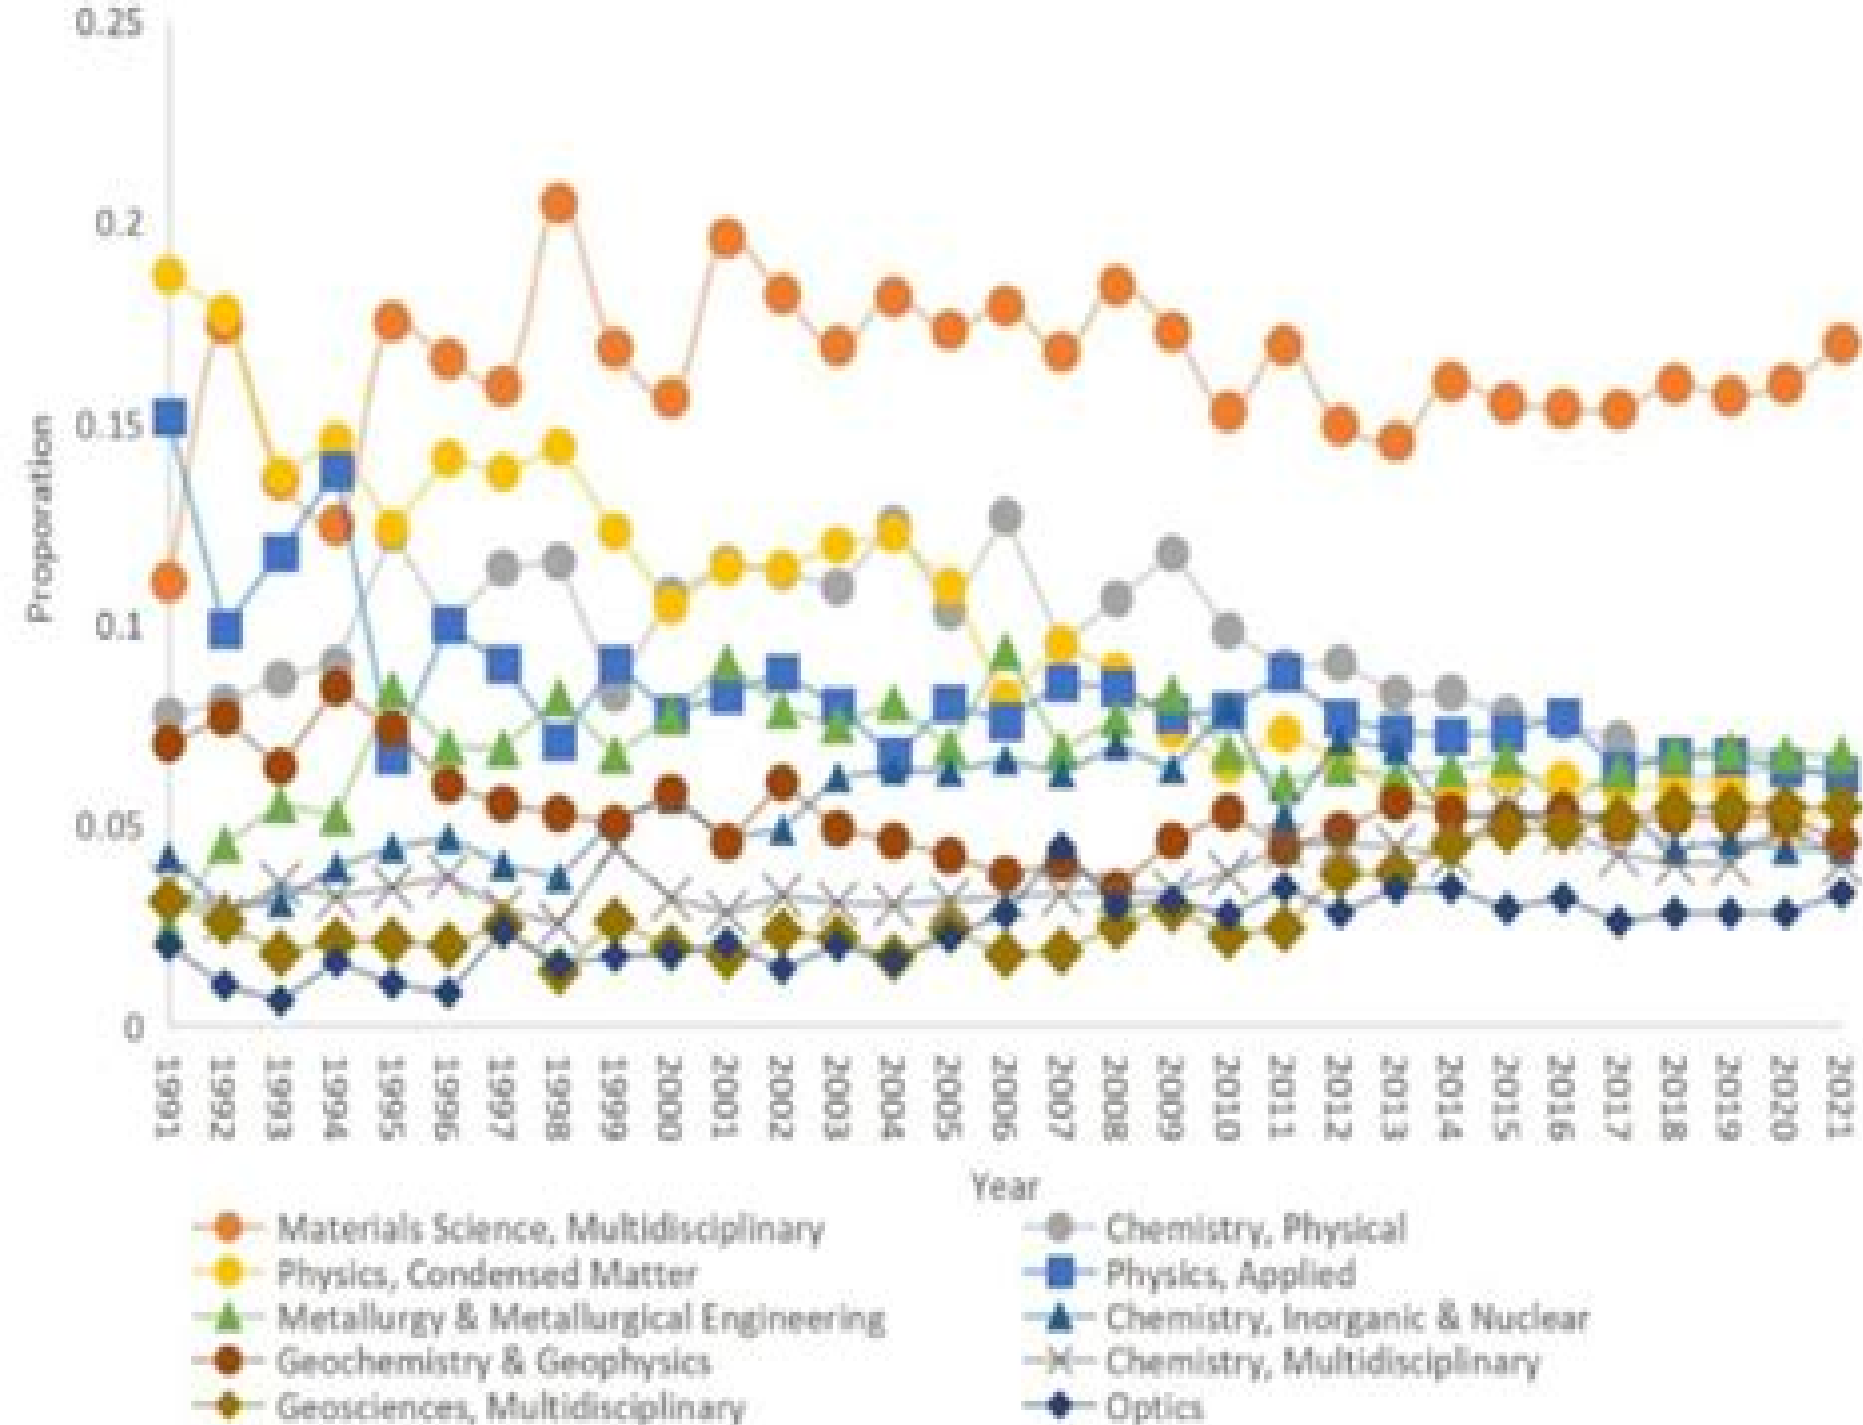 0.25
0.2
0.15
0.1
0.05
0
Proporation
1991 1992 1993 1994 1995 1996 1997 1998 1999 2000 2001 2002 2003 2004 2005 2006 2007 2008 2009 2010 2011 2012 2013 2014 2015 2016 2017 2018 2019 2020 2021
Year
Materials Science, Multidisciplinary Chemistry, Physical
Physics, Condensed Matter Physics, Applied
Metallurgy & Metallurgical Engineering Chemistry, Inorganic & Nuclear
Geochemistry & Geophysics Chemistry, Multidisciplinary
Geosciences, Multidisciplinary Optics